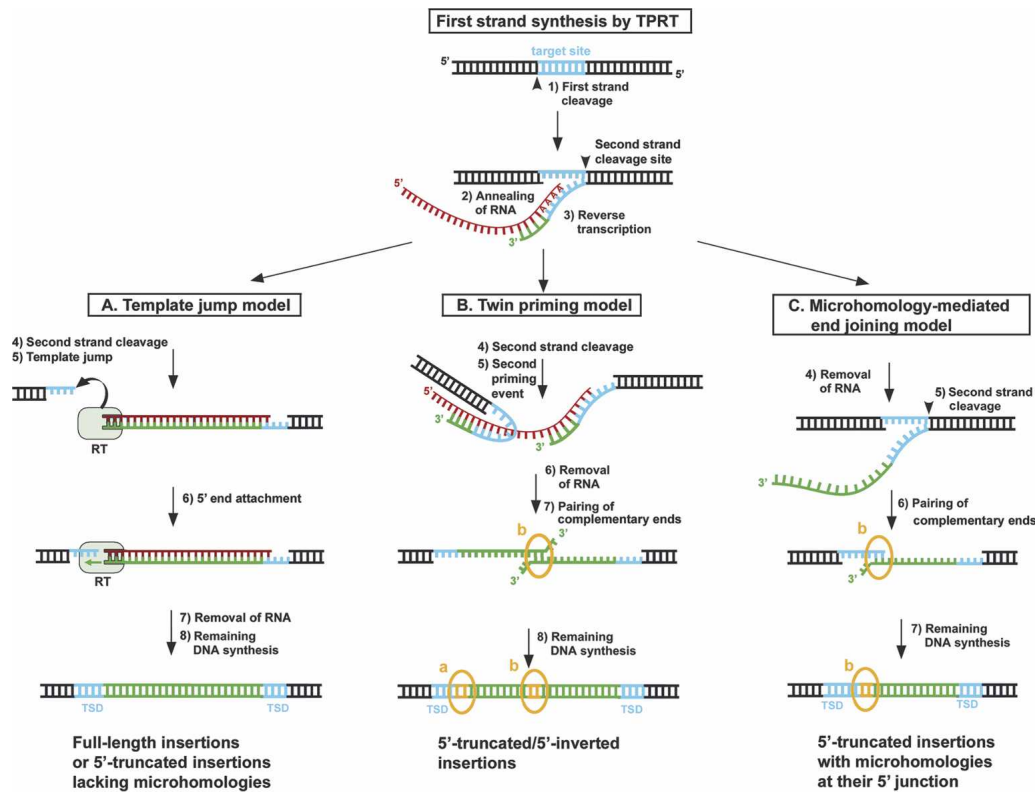 First strand synthesis by TPRT
target site
5'
5'
1) First strand
cleavage
Second strand
cleavage site
5'
2) Annealing
of RNA
AAAA
3) Reverse
transcription
3'
A. Template jump model
4) Second strand cleavage
5) Template jump
RT
6) 5' end attachment
RT
7) Removal of RNA
8) Remaining
DNA synthesis
TSD
TSD
Full-length insertions
or 5'-truncated insertions
lacking microhomologies
B. Twin priming model
4) Second strand cleavage
5) Second
priming
event
5'
3'
3'
6) Removal
of RNA
7) Pairing of
complementary ends
b
3'
3'
8) Remaining
DNA synthesis
a
b
TSD
TSD
5'-truncated/5'-inverted
insertions
C. Microhomology-mediated
end joining model
4) Removal
of RNA
5) Second strand
cleavage
3'
6) Pairing of
complementary ends
b
3'
7) Remaining
DNA synthesis
b
TSD
TSD
5'-truncated insertions
with microhomologies
at their 5' junction